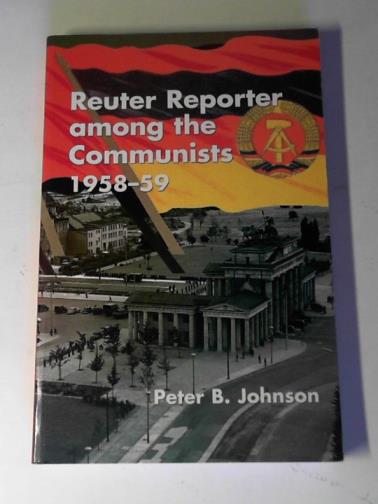 Reuter Reporter
among the
Communists
1958–59
Peter B. Johnson